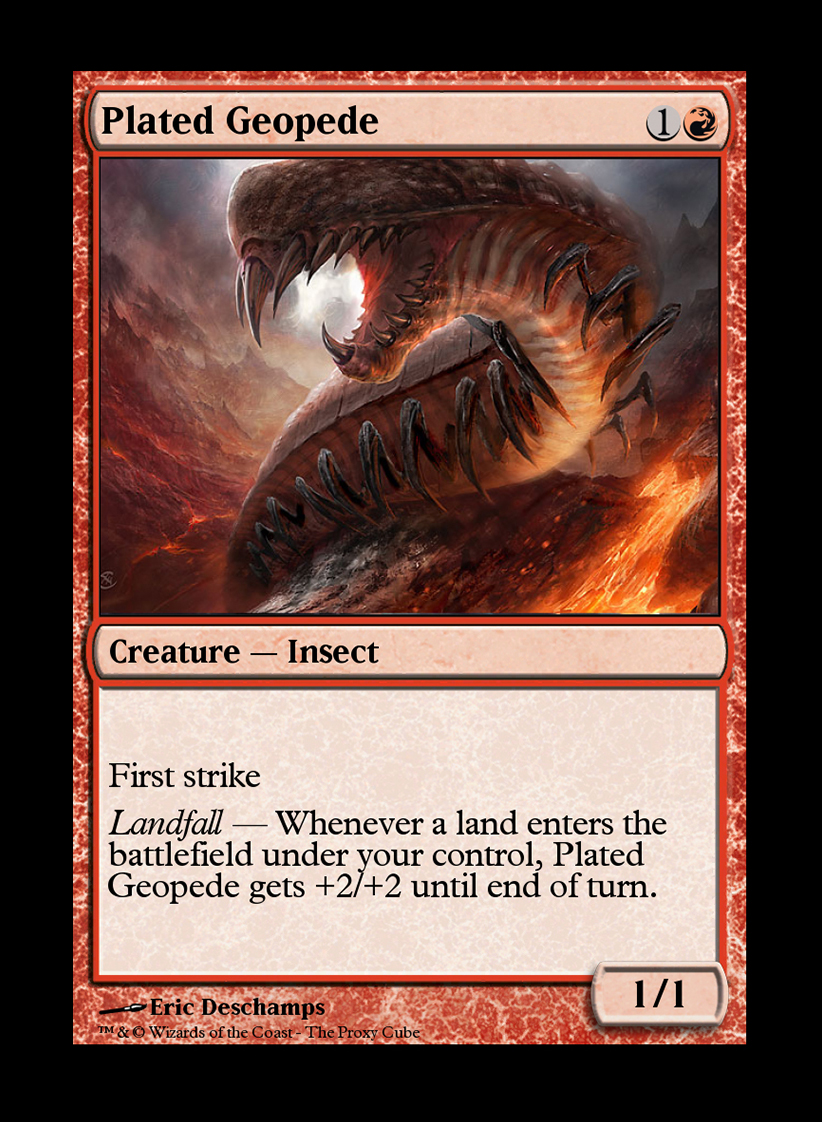 Plated Geopede 1
Creature — Insect
First strike
Landfall — Whenever a land enters the
battlefield under your control, Plated
Geopede gets +2/+2 until end of turn.
1/1
Eric Deschamps
™ & © Wizards of the Coast - The Proxy Cube